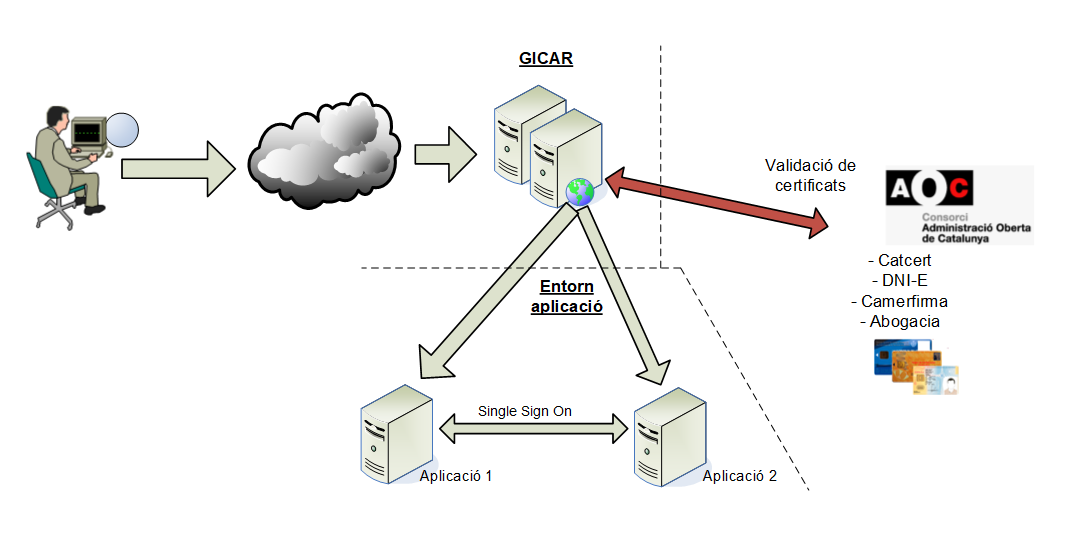 GICAR
Validació de
certificats
AOC
Consorci
Administració Oberta
de Catalunya
- Catcert
- DNI-E
- Camerfirma
- Abogacia
Entorn
aplicació
Single Sign On
Aplicació 1
Aplicació 2